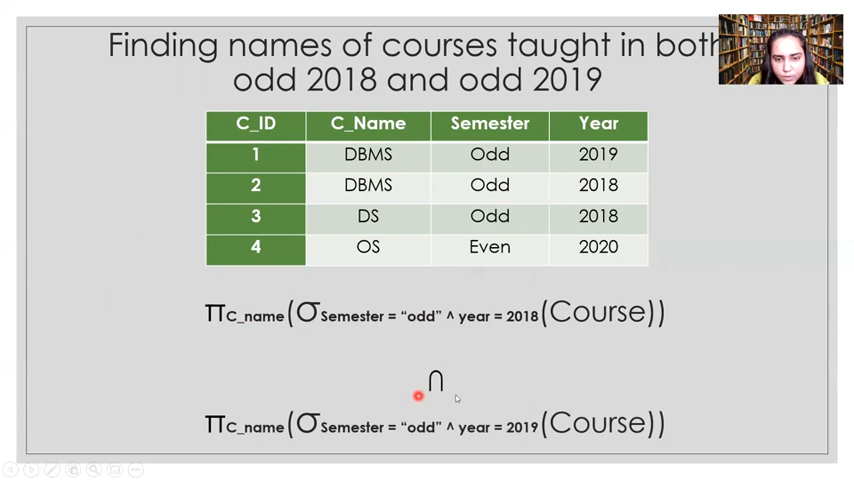 Finding names of courses taught in both
odd 2018 and odd 2019
C_ID C_Name Semester Year
1 DBMS Odd 2019
2 DBMS Odd 2018
3 DS Odd 2018
4 OS Even 2020
πC_name(σSemester = “odd” ^ year = 2018(Course))
∩
πC_name(σSemester = “odd” ^ year = 2019(Course))